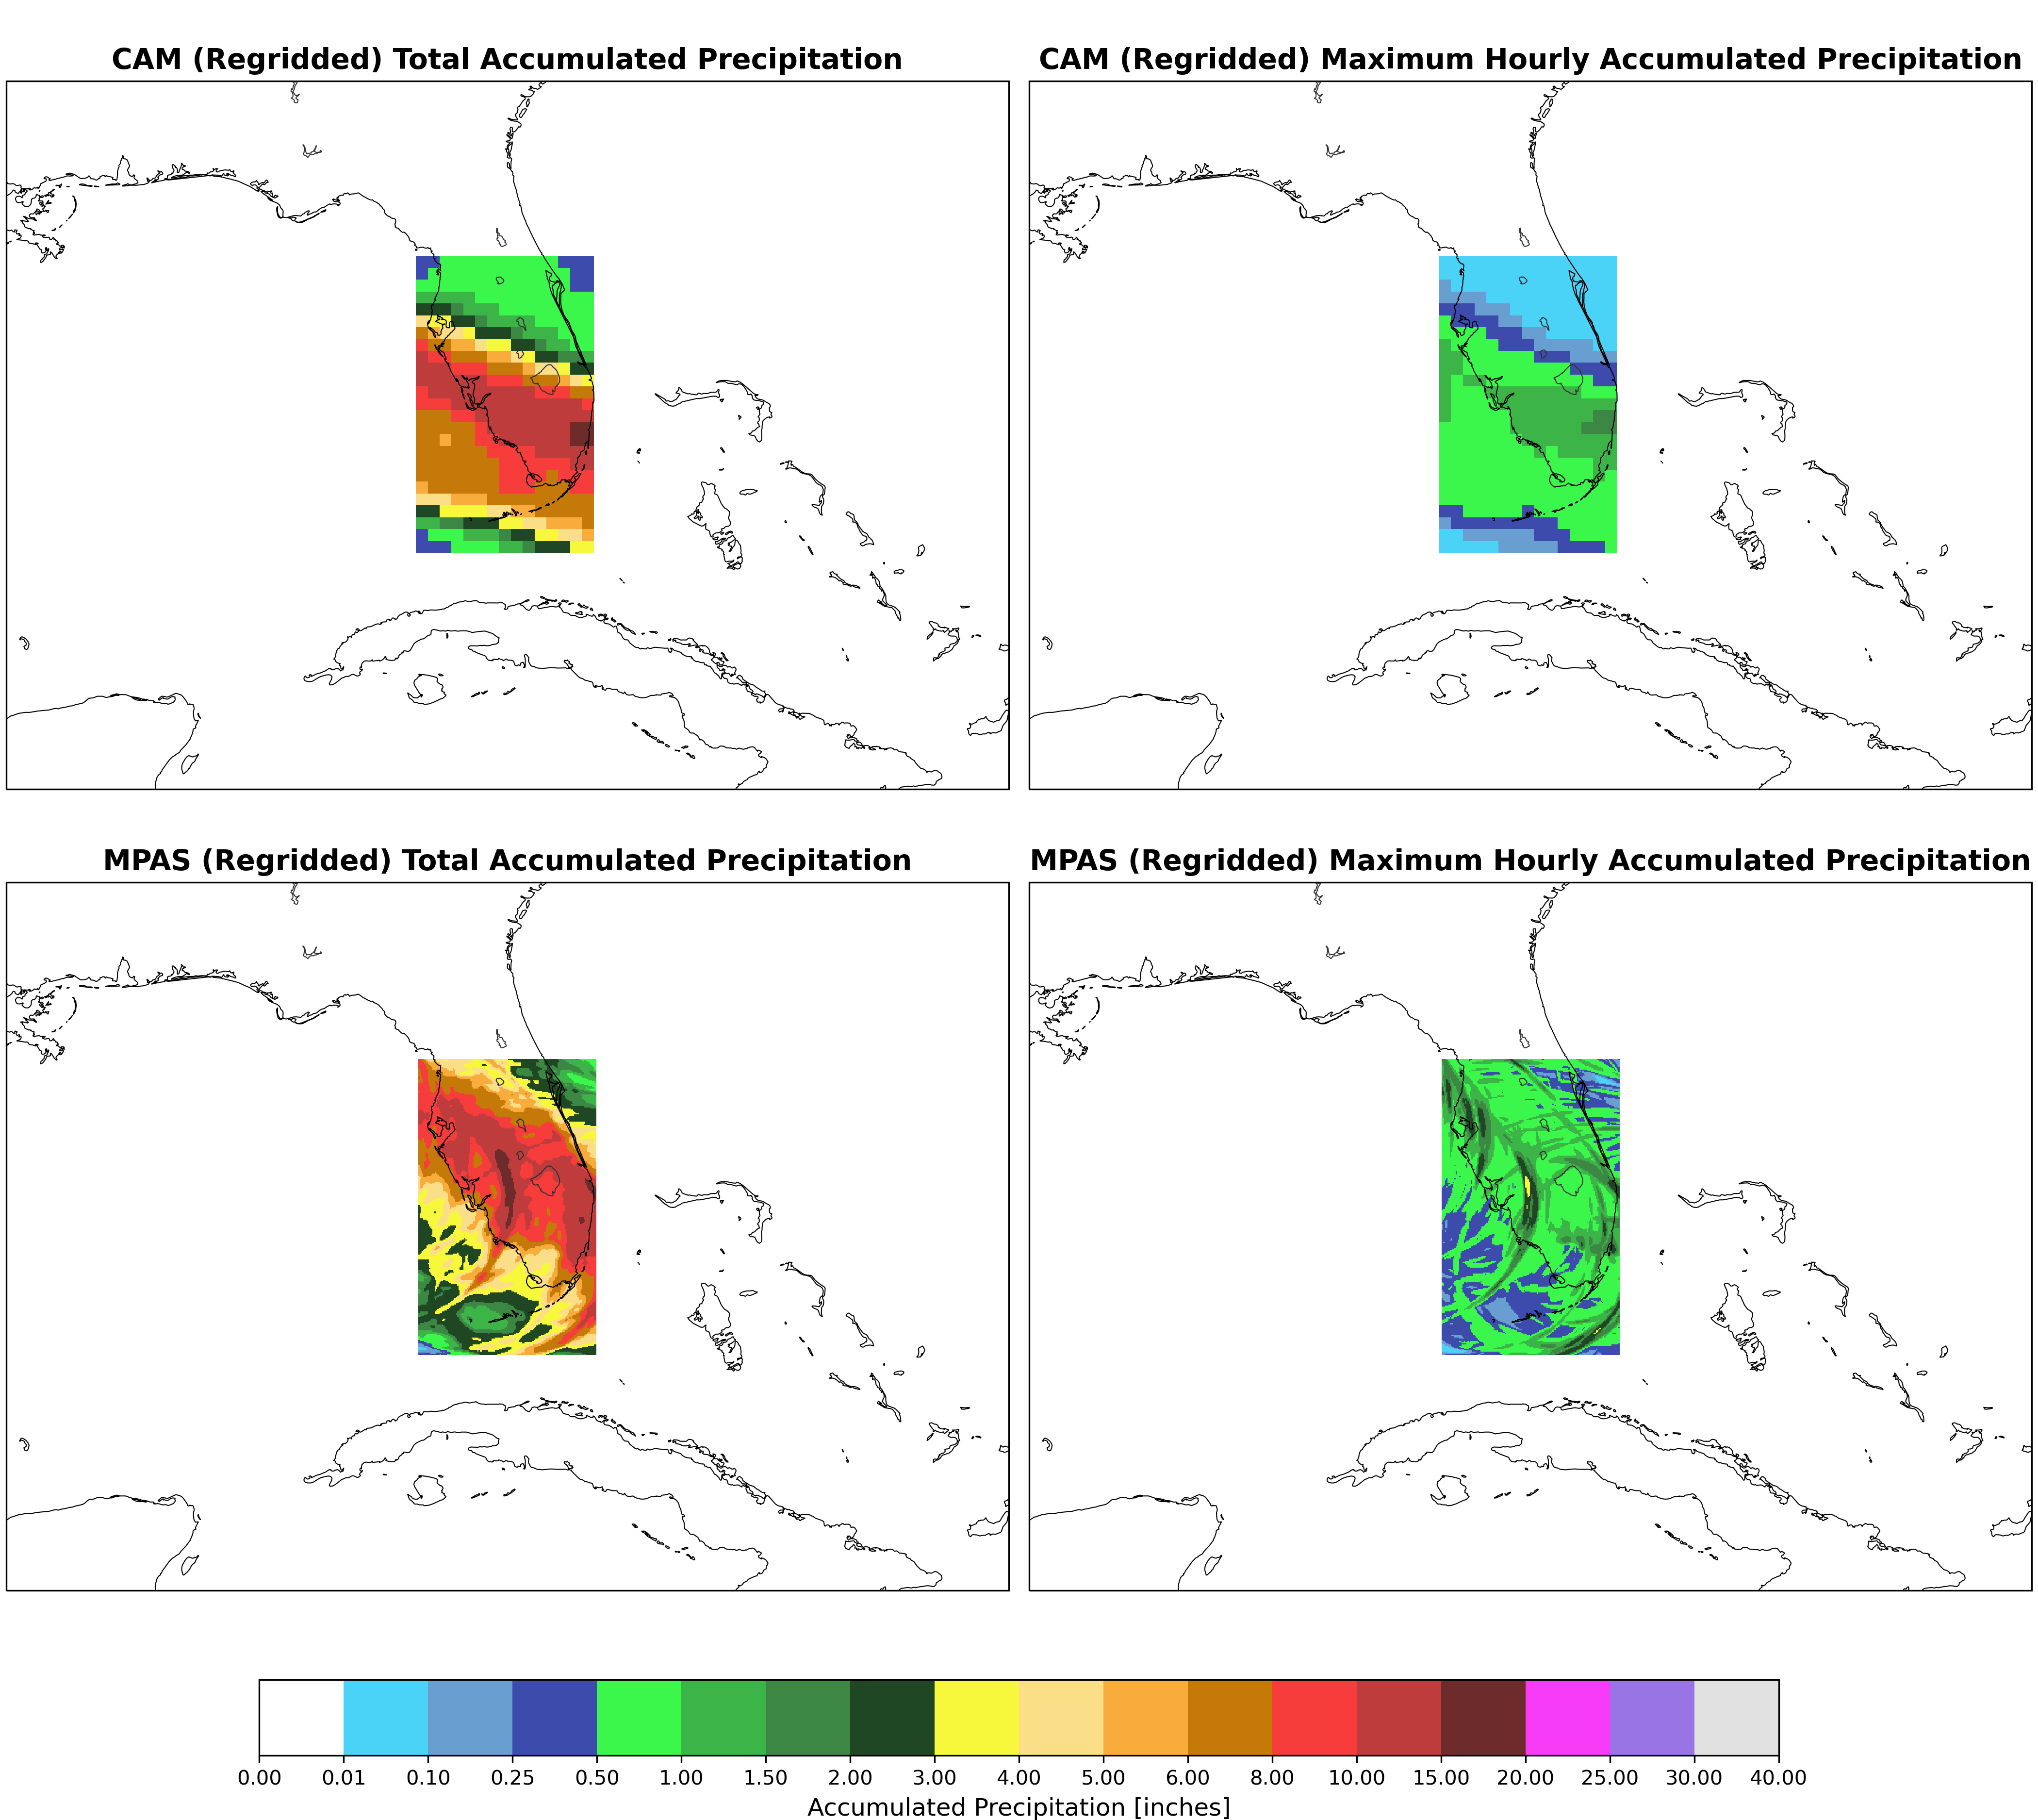 CAM (Regridded) Total Accumulated Precipitation
CAM (Regridded) Maximum Hourly Accumulated Precipitation
MPAS (Regridded) Total Accumulated Precipitation
MPAS (Regridded) Maximum Hourly Accumulated Precipitation
0.00 0.01 0.10 0.25 0.50 1.00 1.50 2.00 3.00 4.00 5.00 6.00 8.00 10.00 15.00 20.00 25.00 30.00 40.00
Accumulated Precipitation [inches]